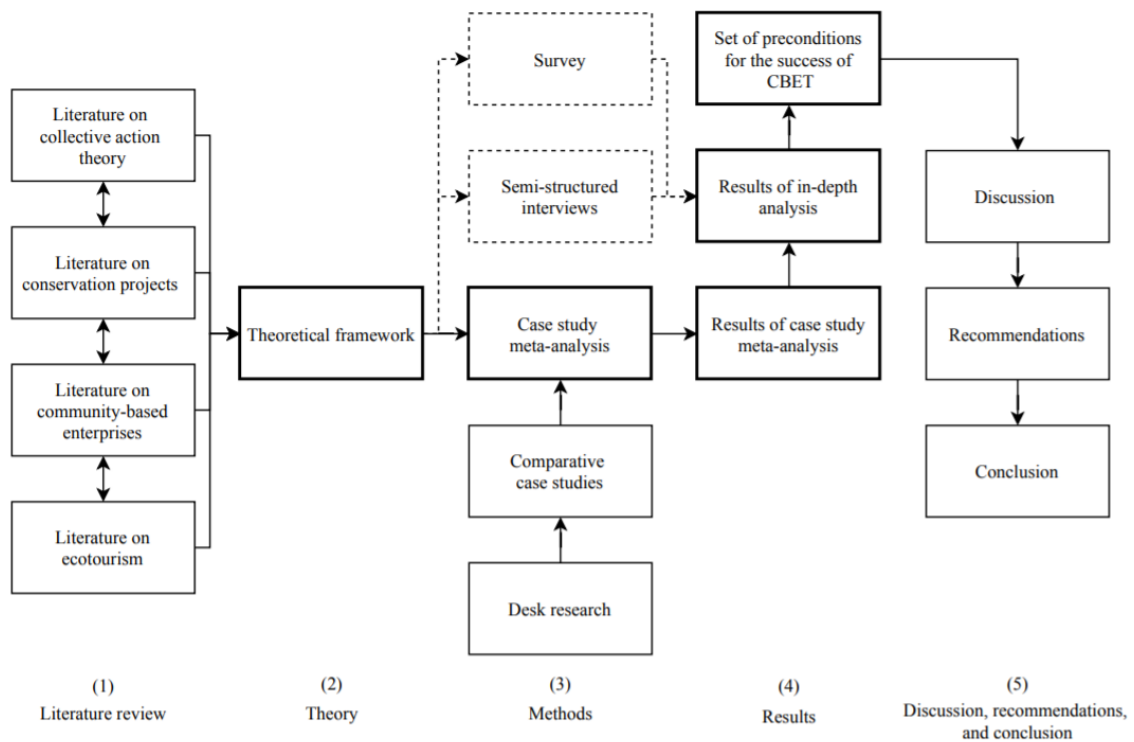 Literature on
collective action
theory
Literature on
conservation projects
Literature on
community-based
enterprises
Literature on
ecotourism
Theoretical framework
Survey
Semi-structured
interviews
Case study
meta-analysis
Comparative
case studies
Desk research
Set of preconditions
for the success of
CBET
Results of in-depth
analysis
Results of case study
meta-analysis
Discussion
Recommendations
Conclusion
(1)
Literature review
(2)
Theory
(3)
Methods
(4)
Results
(5)
Discussion, recommendations,
and conclusion